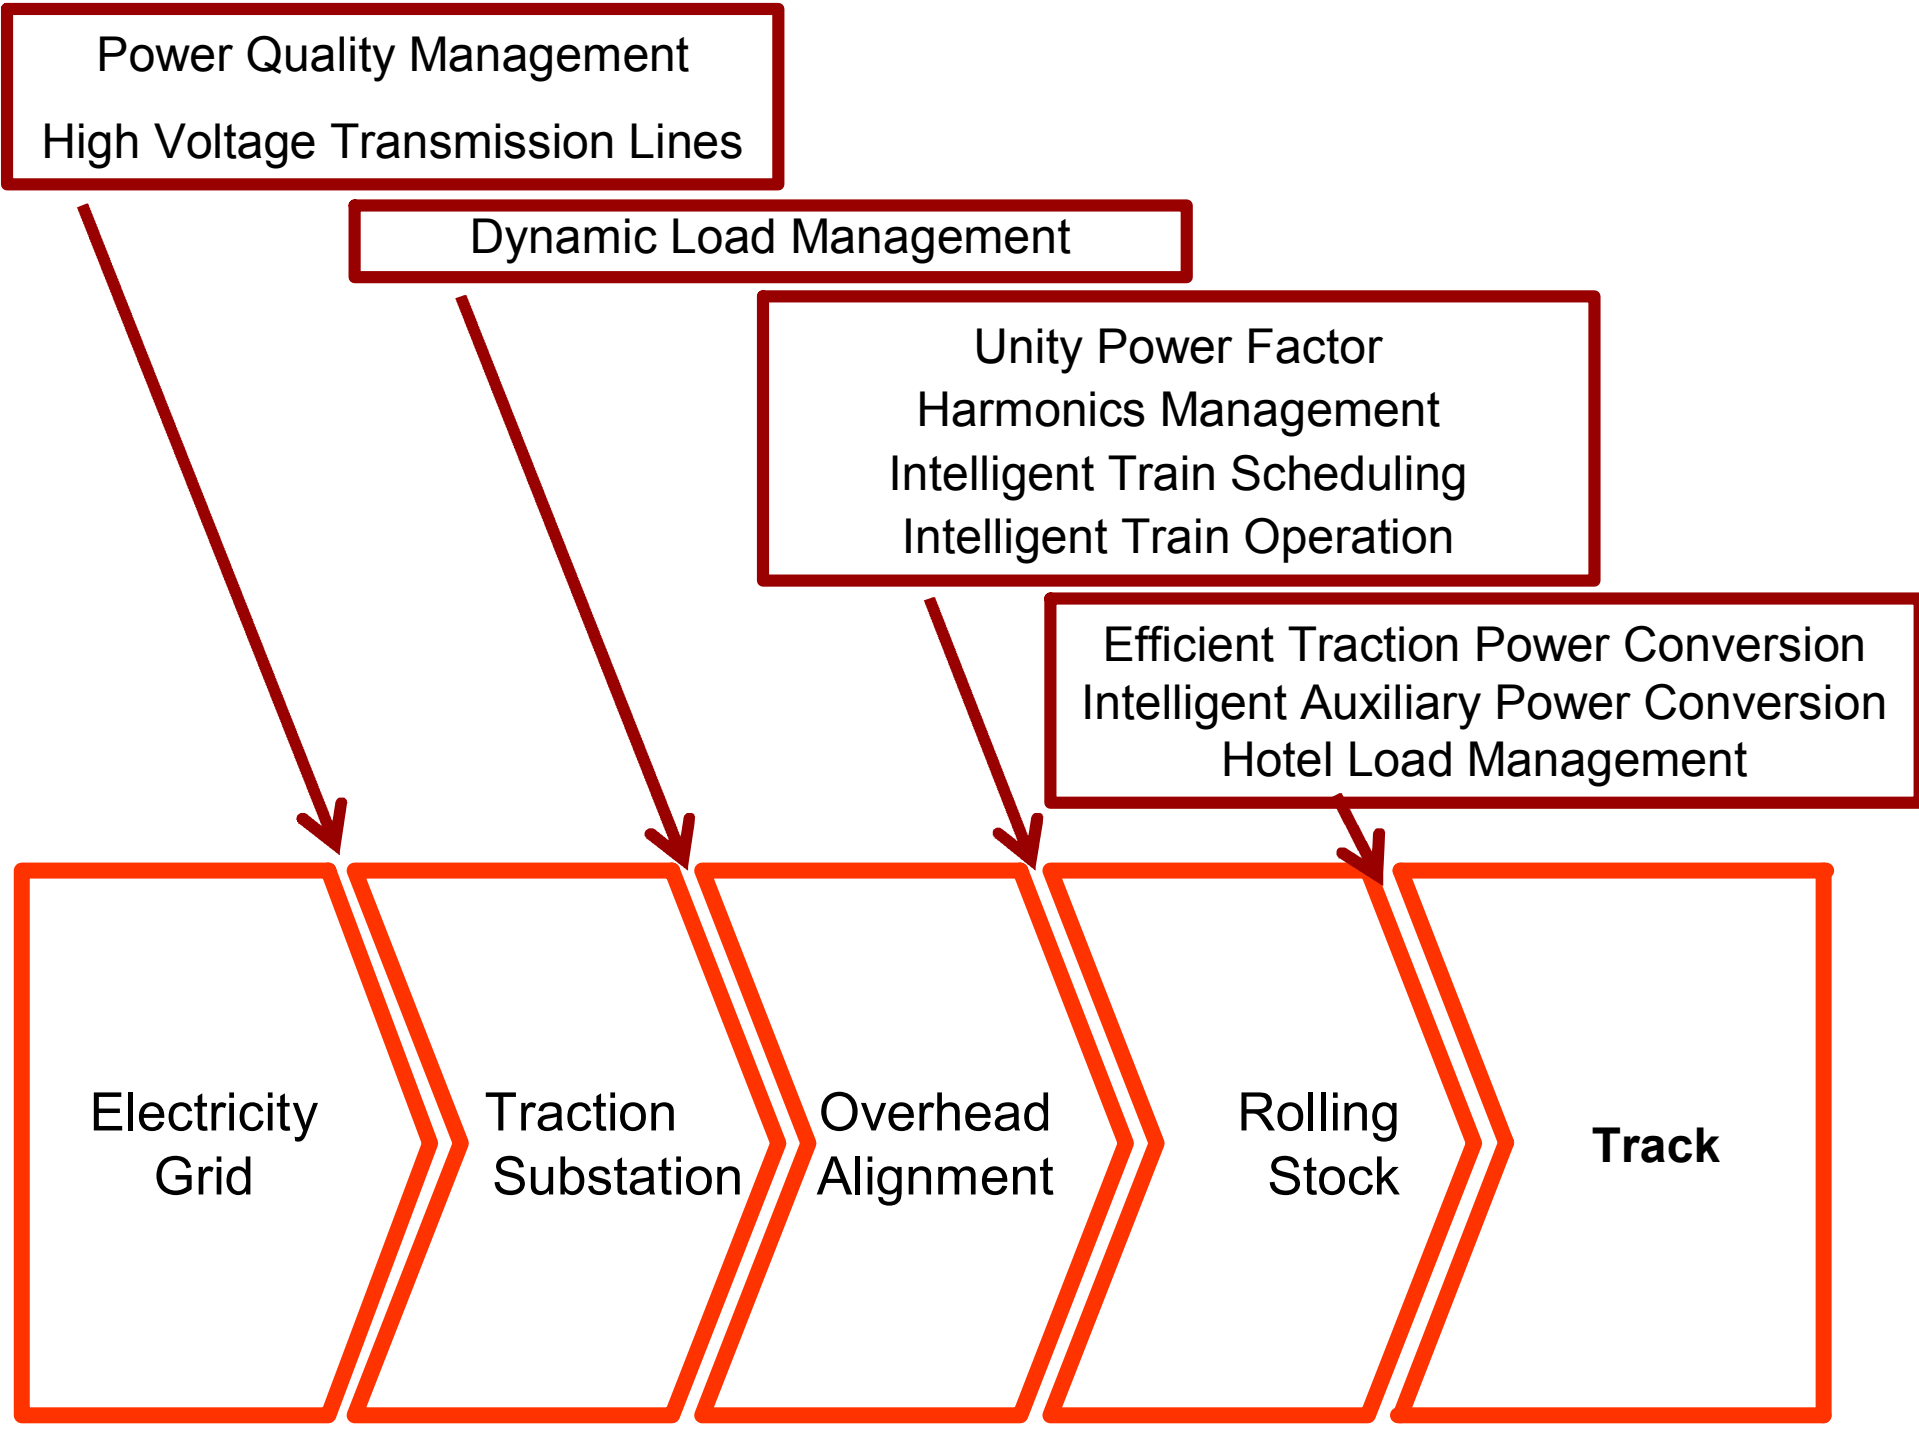 Power Quality Management
High Voltage Transmission Lines
Dynamic Load Management
Unity Power Factor
Harmonics Management
Intelligent Train Scheduling
Intelligent Train Operation
Efficient Traction Power Conversion
Intelligent Auxiliary Power Conversion
Hotel Load Management
Electricity
Grid
Traction
Substation
Overhead
Alignment
Rolling
Stock
Track